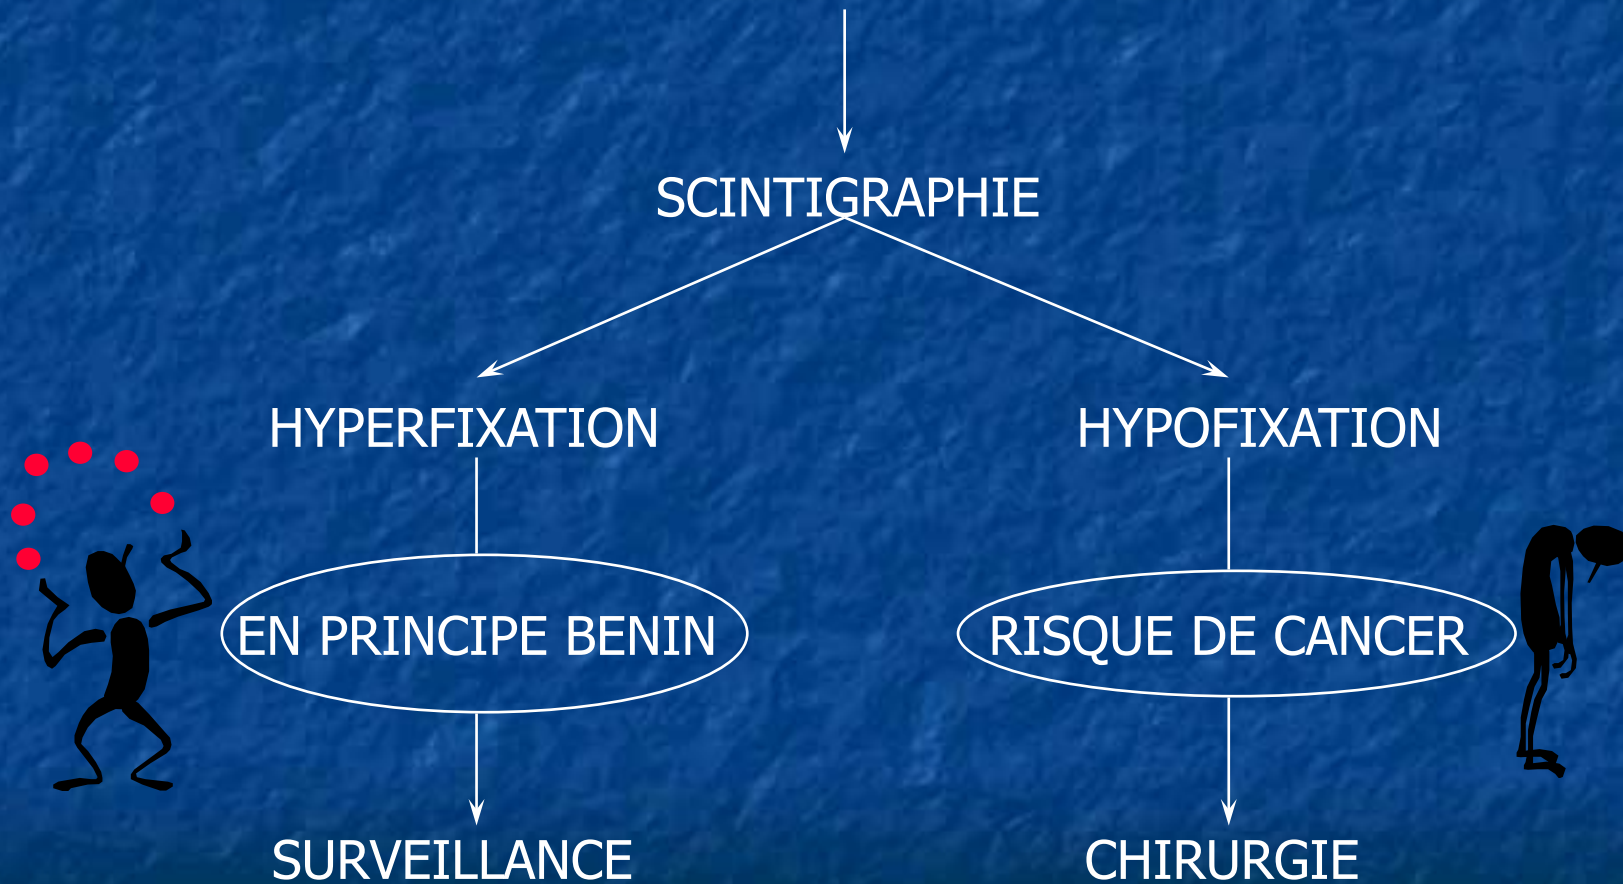 SCINTIGRAPHIE
HYPERFIXATION
HYPOFIXATION
EN PRINCIPE BENIN
RISQUE DE CANCER
SURVEILLANCE
CHIRURGIE